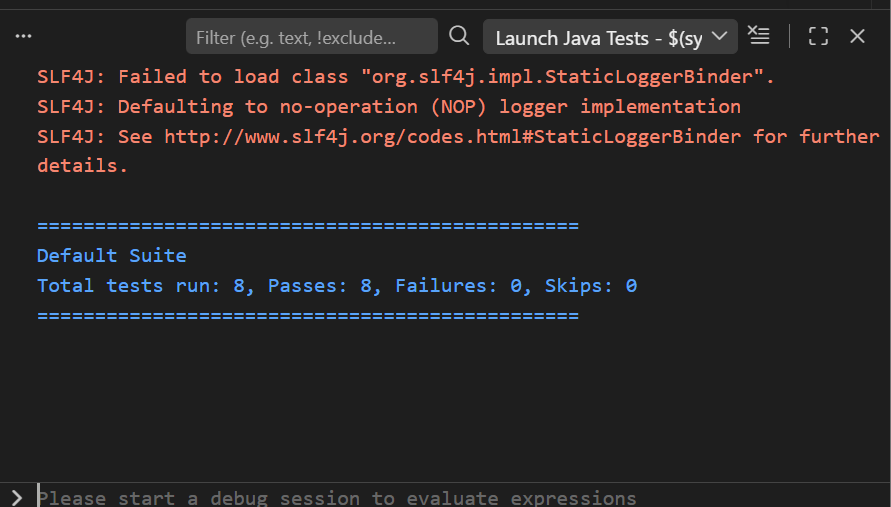 Filter (e.g. text, !exclude...
Launch Java Tests - $(sy
SLF4J: Failed to load class "org.slf4j.impl.StaticLoggerBinder".
SLF4J: Defaulting to no-operation (NOP) logger implementation
SLF4J: See http://www.slf4j.org/codes.html#StaticLoggerBinder for further
details.
===============================================
Default Suite
Total tests run: 8, Passes: 8, Failures: 0, Skips: 0
===============================================
Please start a debug session to evaluate expressions